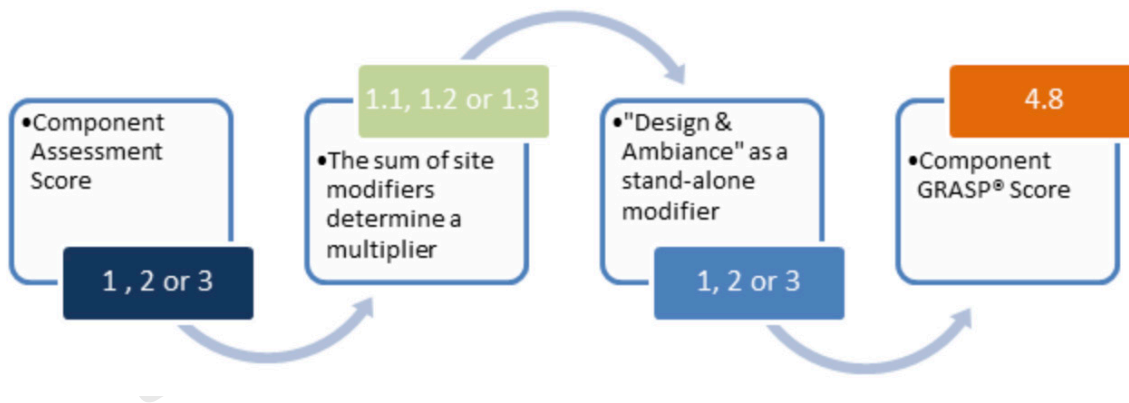 •Component
Assessment
Score
1 , 2 or 3
1.1, 1.2 or 1.3
•The sum of site
modifiers
determine a
multiplier
•"Design &
Ambiance" as a
stand-alone
modifier
1, 2 or 3
4.8
•Component
GRASP® Score